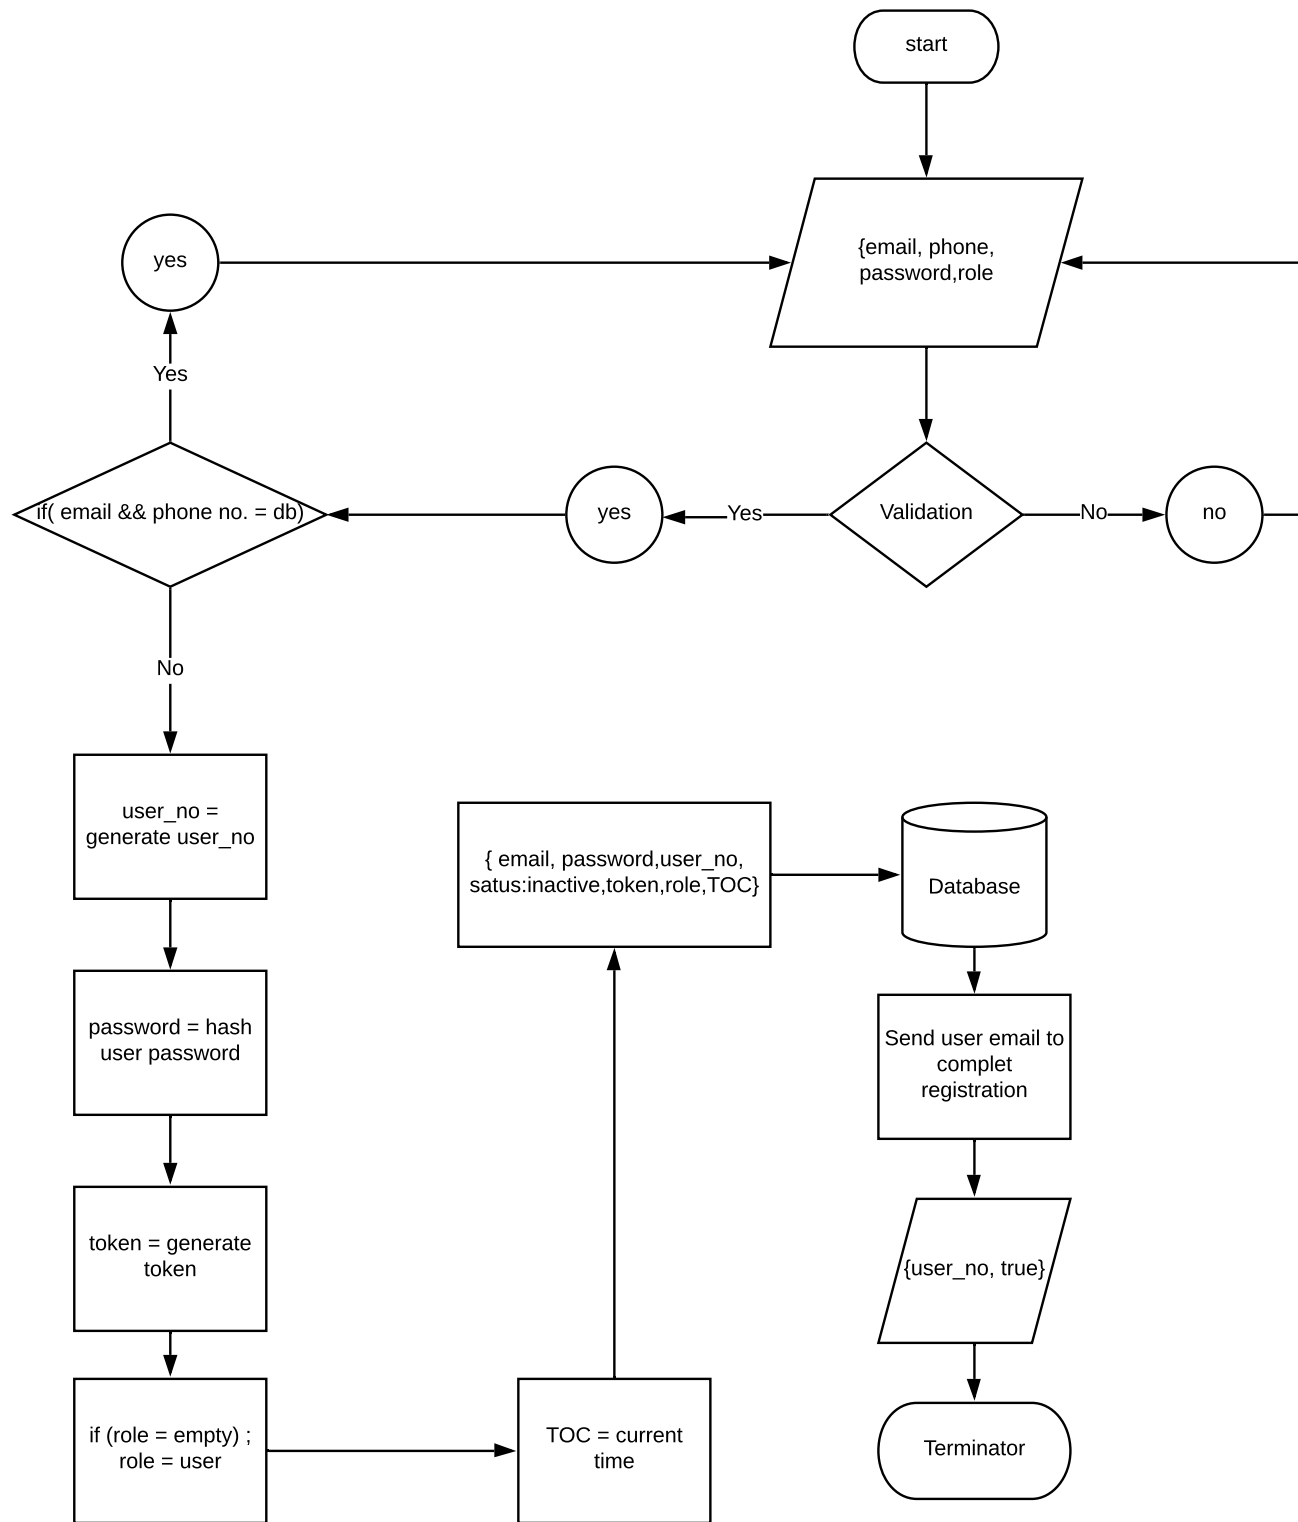 start
yes
{email, phone,
password,role
Yes
if( email && phone no. = db)
yes
Yes
Validation
No
no
No
user_no =
generate user_no
{ email, password,user_no,
satus:inactive,token,role,TOC}
Database
password = hash
user password
Send user email to
complet
registration
token = generate
token
{user_no, true}
if (role = empty) ;
role = user
TOC = current
time
Terminator